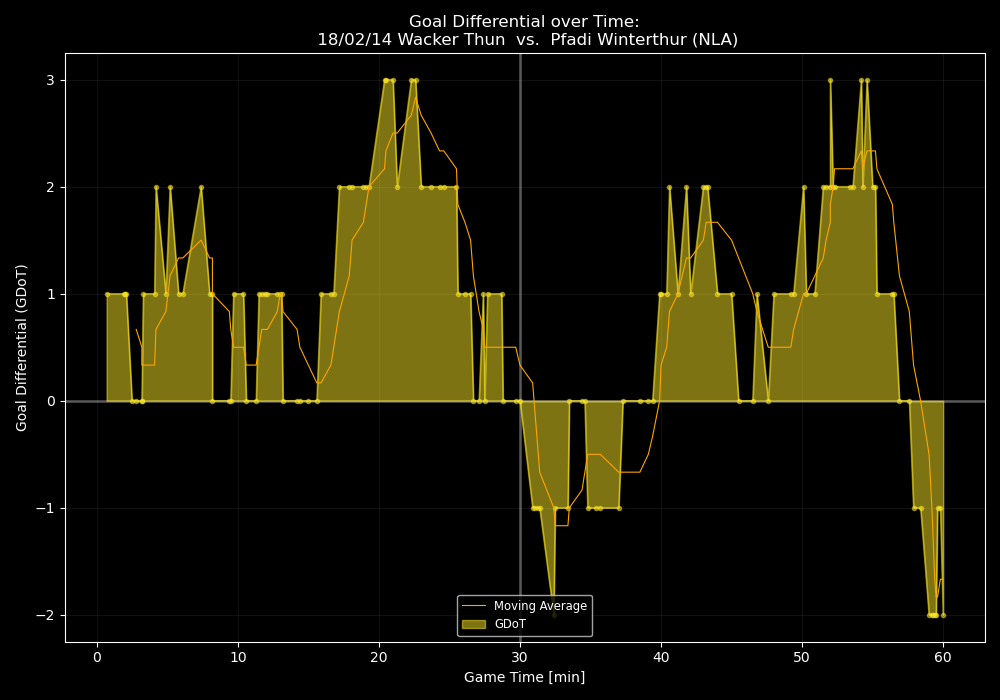 Goal Differential over Time:
18/02/14 Wacker Thun  vs.  Pfadi Winterthur (NLA)
Goal Differential (GDoT)
3
2
1
0
−1
−2
Moving Average
GDoT
0
10
20
30
40
50
60
Game Time [min]